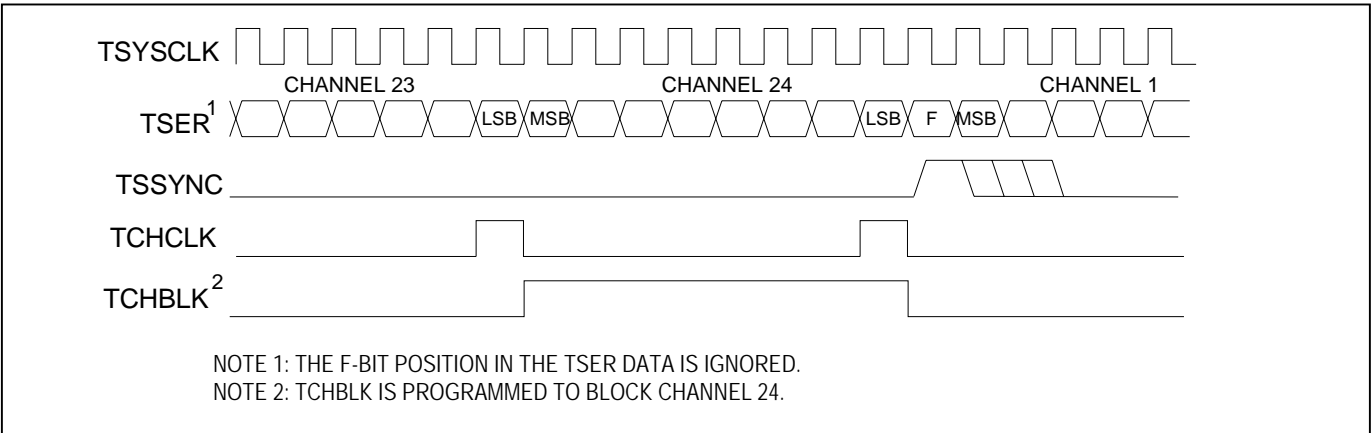 TSYSCLK
CHANNEL 23 CHANNEL 24 CHANNEL 1
TSER1 LSB MSB LSB F MSB
TSSYNC
TCHCLK
TCHBLK2
NOTE 1: THE F-BIT POSITION IN THE TSER DATA IS IGNORED.
NOTE 2: TCHBLK IS PROGRAMMED TO BLOCK CHANNEL 24.